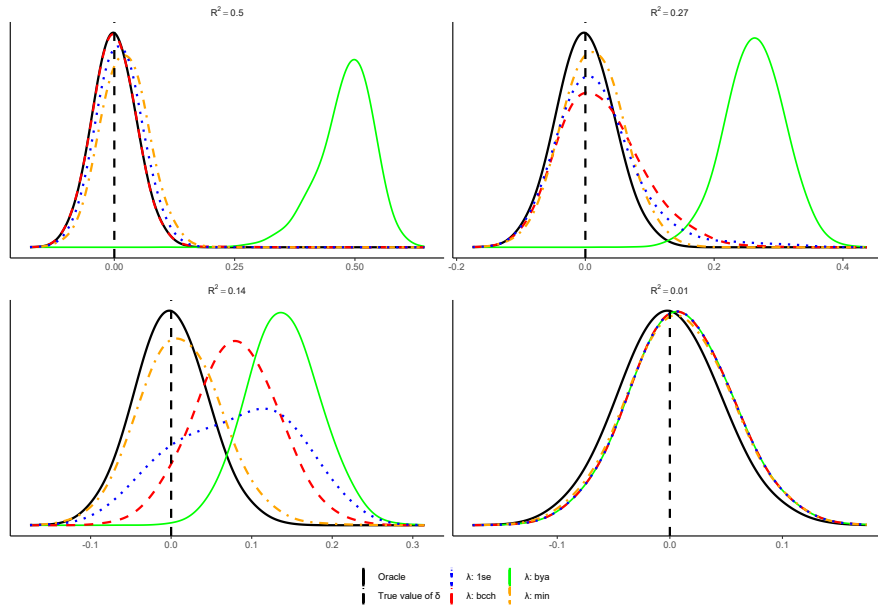 R² = 0.5
R² = 0.27
0.00 0.25 0.50
-0.2 0.0 0.2 0.4
R² = 0.14
R² = 0.01
-0.1 0.0 0.1 0.2 0.3
-0.1 0.0 0.1
Oracle λ: 1se λ: bya
True value of δ λ: bcch λ: min